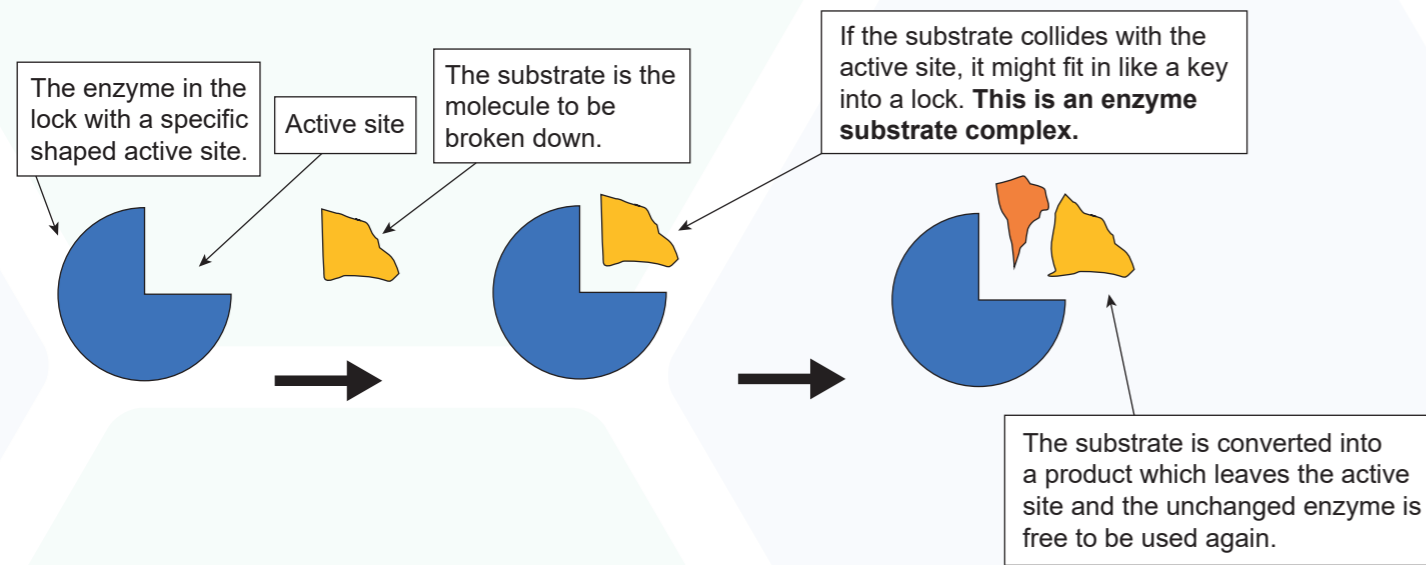 The enzyme in the
lock with a specific
shaped active site.
Active site
The substrate is the
molecule to be
broken down.
If the substrate collides with the
active site, it might fit in like a key
into a lock. This is an enzyme
substrate complex.
The substrate is converted into
a product which leaves the active
site and the unchanged enzyme is
free to be used again.